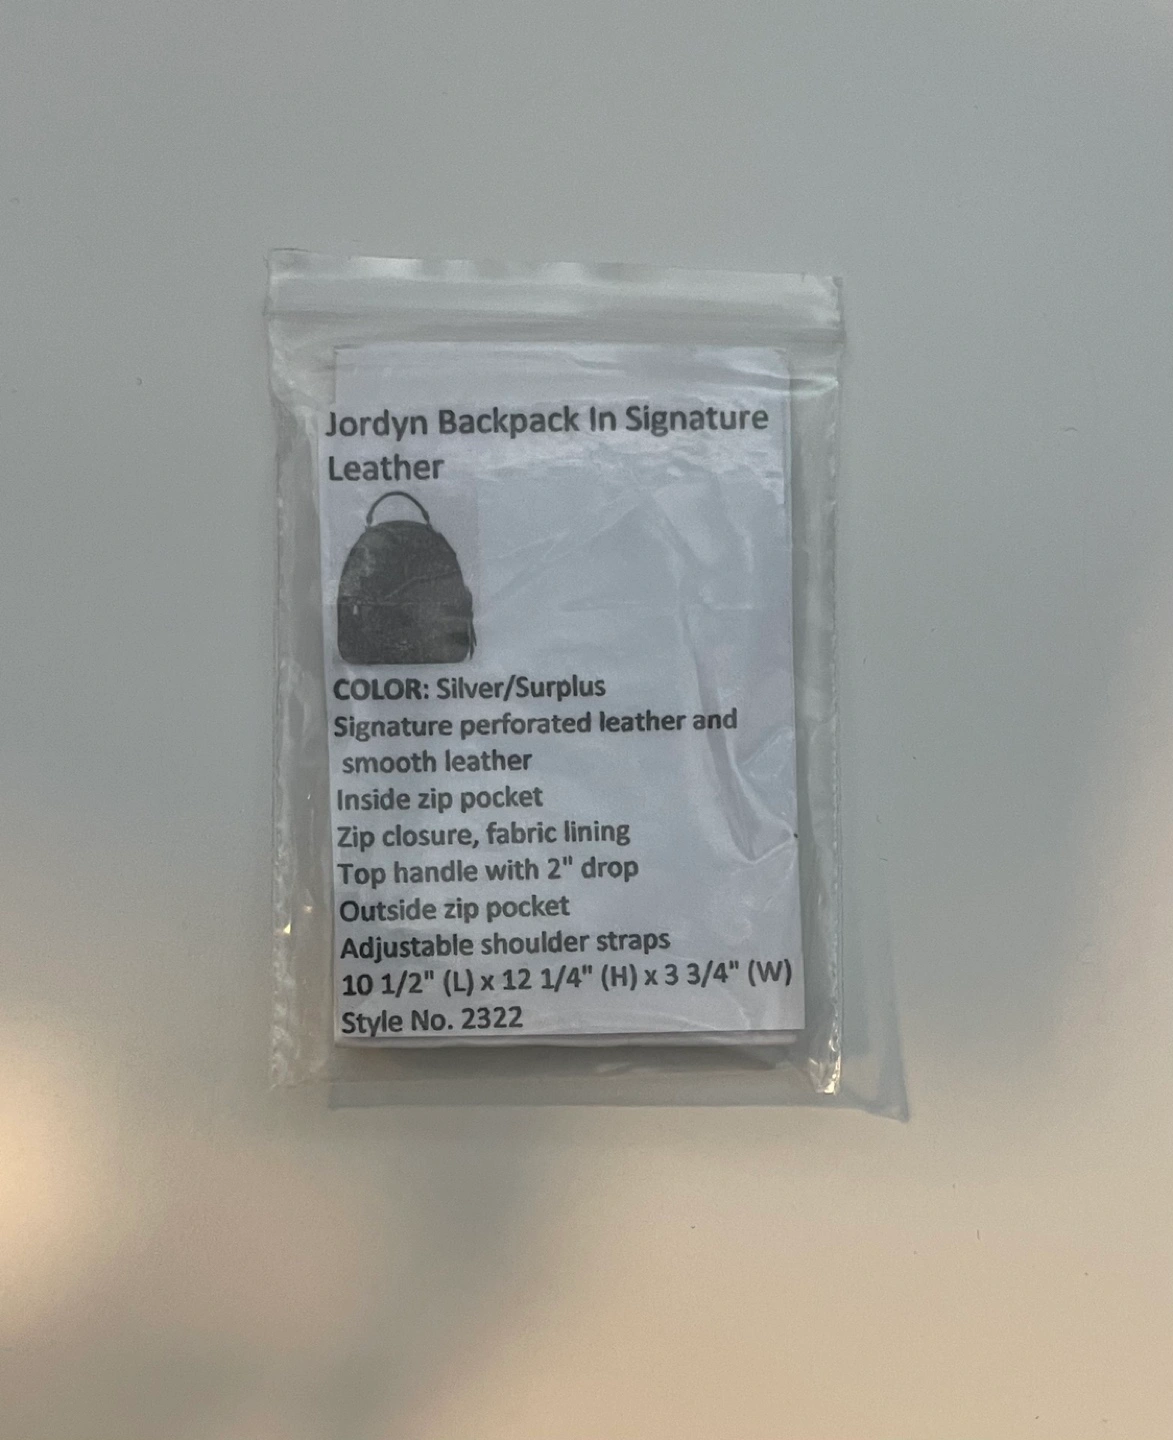 Jordyn Backpack In Signature
Leather
COLOR: Silver/Surplus
Signature perforated leather and
smooth leather
Inside zip pocket
Zip closure, fabric lining
Top handle with 2" drop
Outside zip pocket
Adjustable shoulder straps
10 1/2" (L) x 12 1/4" (H) x 3 3/4" (W)
Style No. 2322